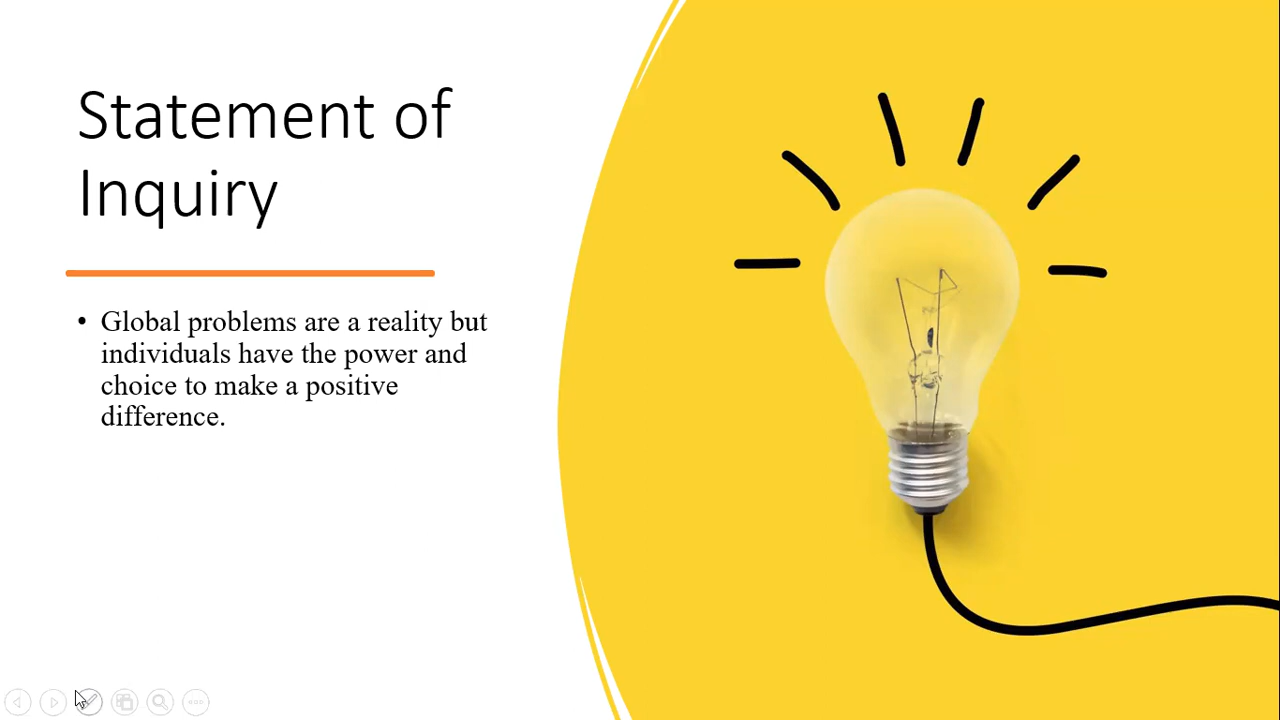 Statement of
Inquiry
• Global problems are a reality but
individuals have the power and
choice to make a positive
difference.